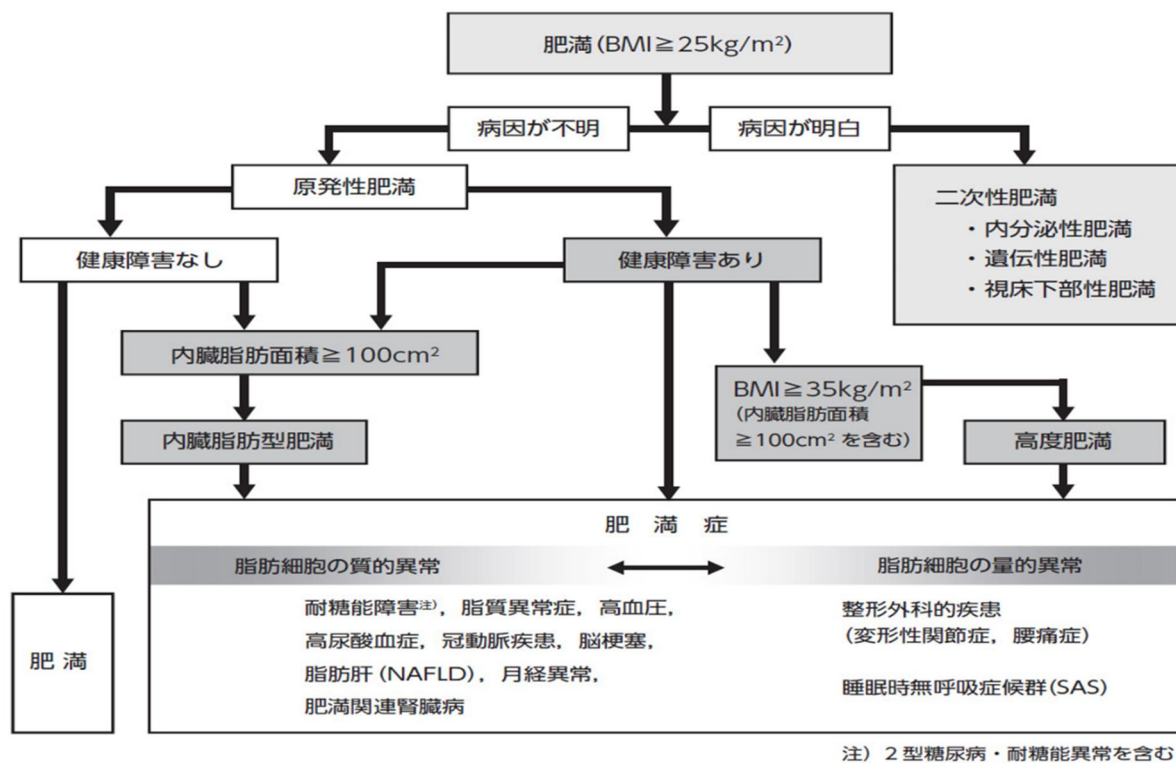 肥満(BMI≧25kg/m²)
病因が不明
病因が明白
原発性肥満
二次性肥満
・内分泌性肥満
・遺伝性肥満
・視床下部性肥満
健康障害なし
健康障害あり
内臓脂肪面積≧100cm²
BMI≧35kg/m²
(内臓脂肪面積
≧100cm² を含む)
内臓脂肪型肥満
高度肥満
肥 満 症
脂肪細胞の質的異常
脂肪細胞の量的異常
耐糖能障害注), 脂質異常症, 高血圧,
高尿酸血症, 冠動脈疾患, 脳梗塞,
脂肪肝(NAFLD), 月経異常,
肥満関連腎臓病
整形外科的疾患
(変形性関節症, 腰痛症)
睡眠時無呼吸症候群(SAS)
肥 満
注) 2型糖尿病・耐糖能異常を含む